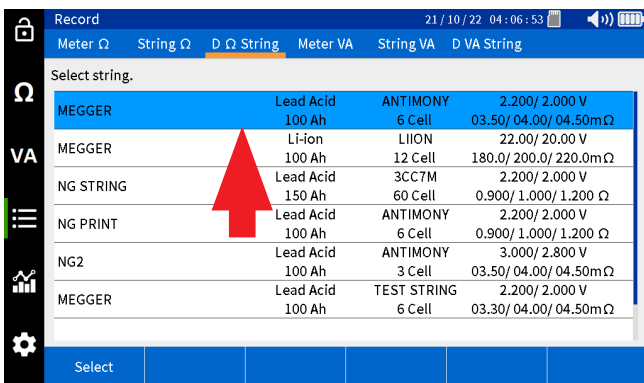 Record 21/10/22 04:06:53
Meter Ω String Ω D Ω String Meter VA String VA D VA String
Select string.
Ω
VA
MEGGER Lead Acid ANTIMONY 2.200/ 2.000 V
100 Ah 6 Cell 03.50/ 04.00/ 04.50mΩ
MEGGER Li-ion LIION 22.00/ 20.00 V
100 Ah 12 Cell 180.0/ 200.0/ 220.0mΩ
NG STRING Lead Acid 3CC7M 2.200/ 2.000 V
150 Ah 60 Cell 0.900/ 1.000/ 1.200 Ω
NG PRINT Lead Acid ANTIMONY 2.200/ 2.000 V
100 Ah 6 Cell 0.900/ 1.000/ 1.200 Ω
NG2 Lead Acid ANTIMONY 3.000/ 2.800 V
100 Ah 3 Cell 03.50/ 04.00/ 04.50mΩ
MEGGER Lead Acid TEST STRING 2.200/ 2.000 V
100 Ah 6 Cell 03.30/ 04.00/ 04.50mΩ
Select